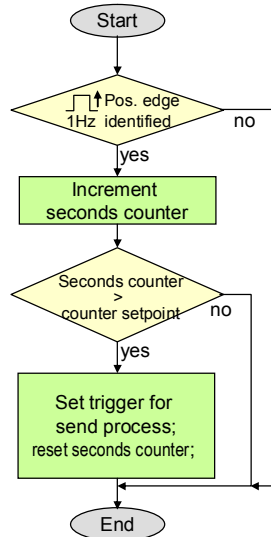 Start
Pos. edge
1Hz identified
no
yes
Increment
seconds counter
Seconds counter
>
counter setpoint
no
yes
Set trigger for
send process;
reset seconds counter;
End